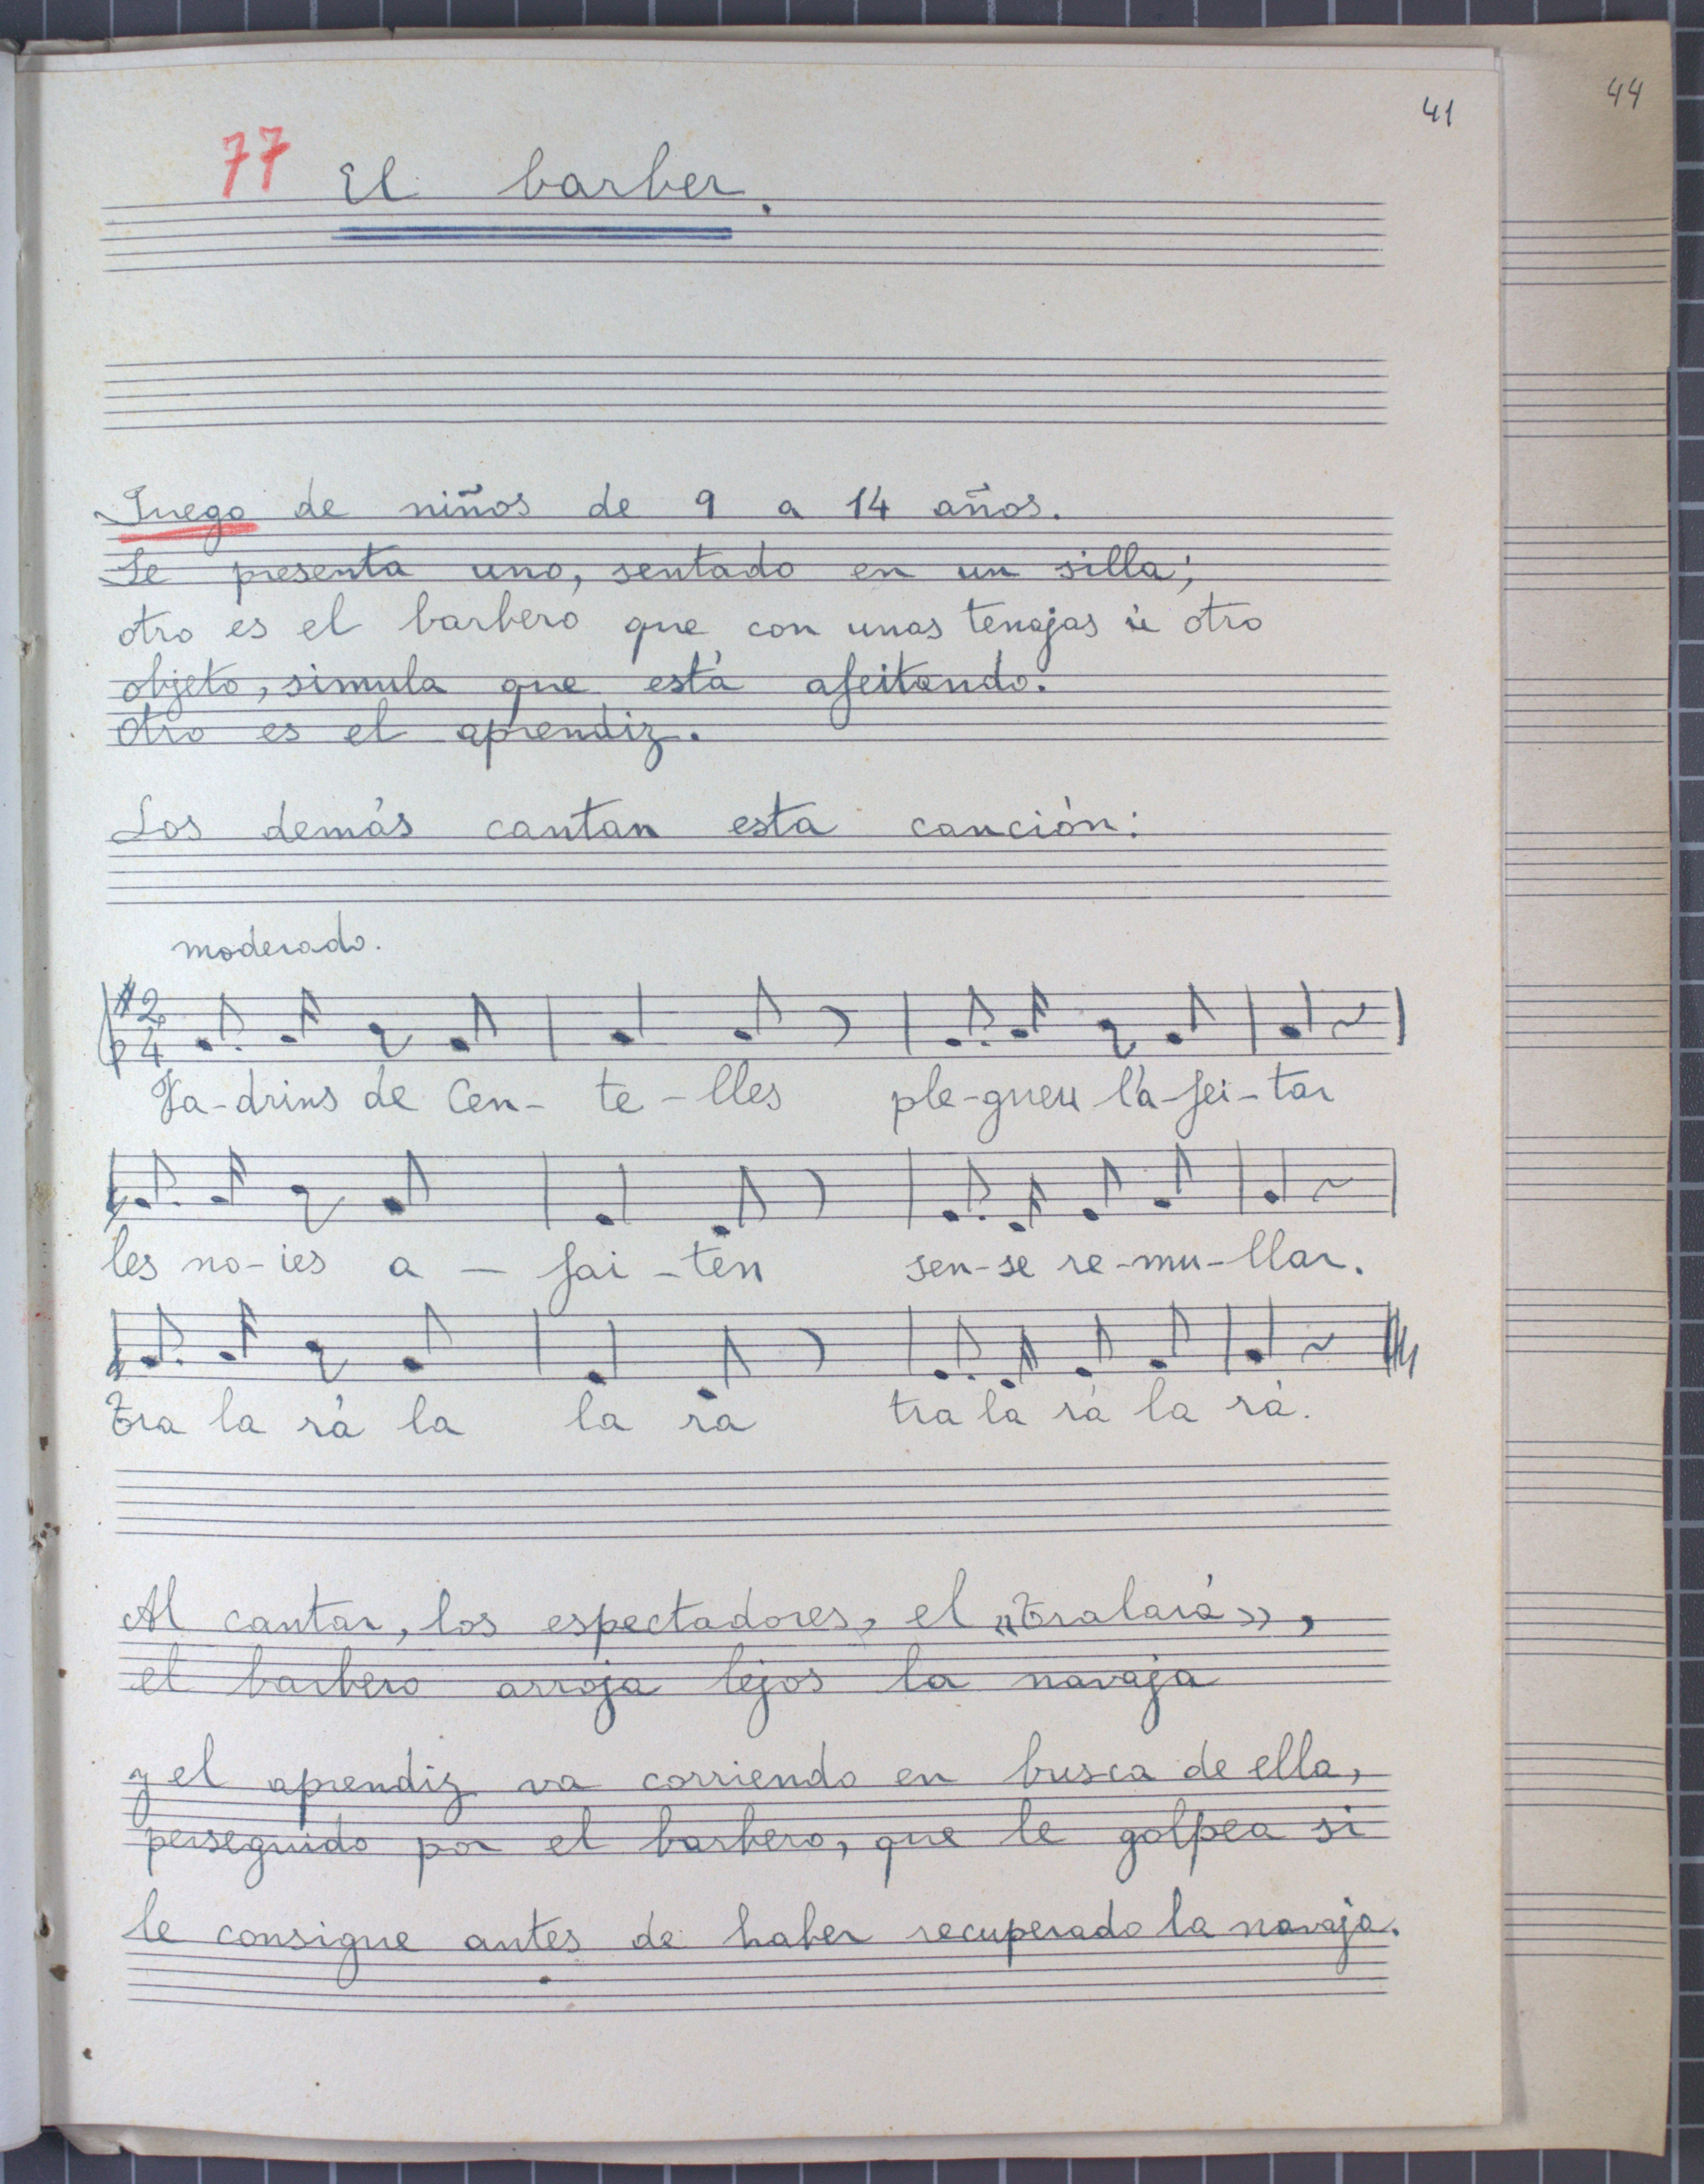 44
41
77 El barber.
Juego de niños de 9 a 14 años.
Se presenta uno, sentado en un silla;
otro es el barbero que con unas tenajas ú otro
objeto, simula que está afeitando.
Otro es el aprendiz.
Los demás cantan esta canción:
moderado.
2
4
Fa-drins de Cen- te-lles ple-gueu l'a-fei-tar
les no-ies a - fai-ten sen-se re-mu-llar.
Tra la rá la la ra tra la rá la rá.
Al cantar, los espectadores, el «Tralará»,
el barbero arroja lejos la navaja
y el aprendiz va corriendo en busca de ella,
perseguido por el barbero, que le golpea si
le consigue antes de haber recuperado la navaja.